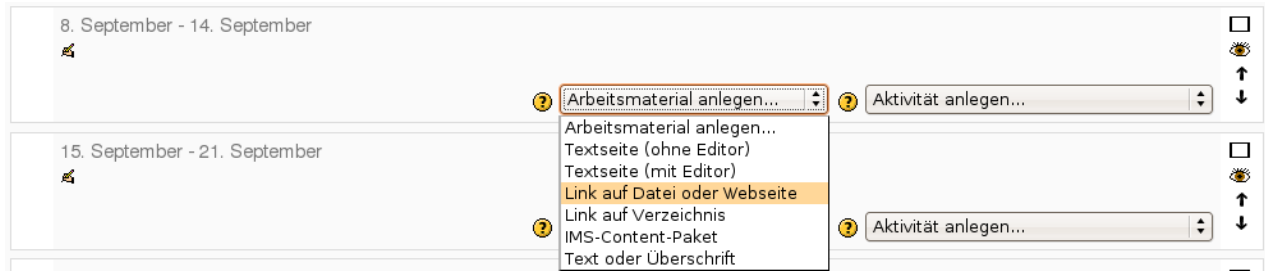 8. September - 14. September
? Arbeitsmaterial anlegen... ? Aktivität anlegen...
Arbeitsmaterial anlegen...
Textseite (ohne Editor)
Textseite (mit Editor)
Link auf Datei oder Webseite
Link auf Verzeichnis
IMS-Content-Paket
Text oder Überschrift
15. September - 21. September
? ? Aktivität anlegen...